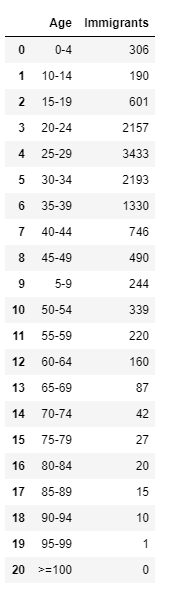 Age Immigrants
0 0-4 306
1 10-14 190
2 15-19 601
3 20-24 2157
4 25-29 3433
5 30-34 2193
6 35-39 1330
7 40-44 746
8 45-49 490
9 5-9 244
10 50-54 339
11 55-59 220
12 60-64 160
13 65-69 87
14 70-74 42
15 75-79 27
16 80-84 20
17 85-89 15
18 90-94 10
19 95-99 1
20 >=100 0